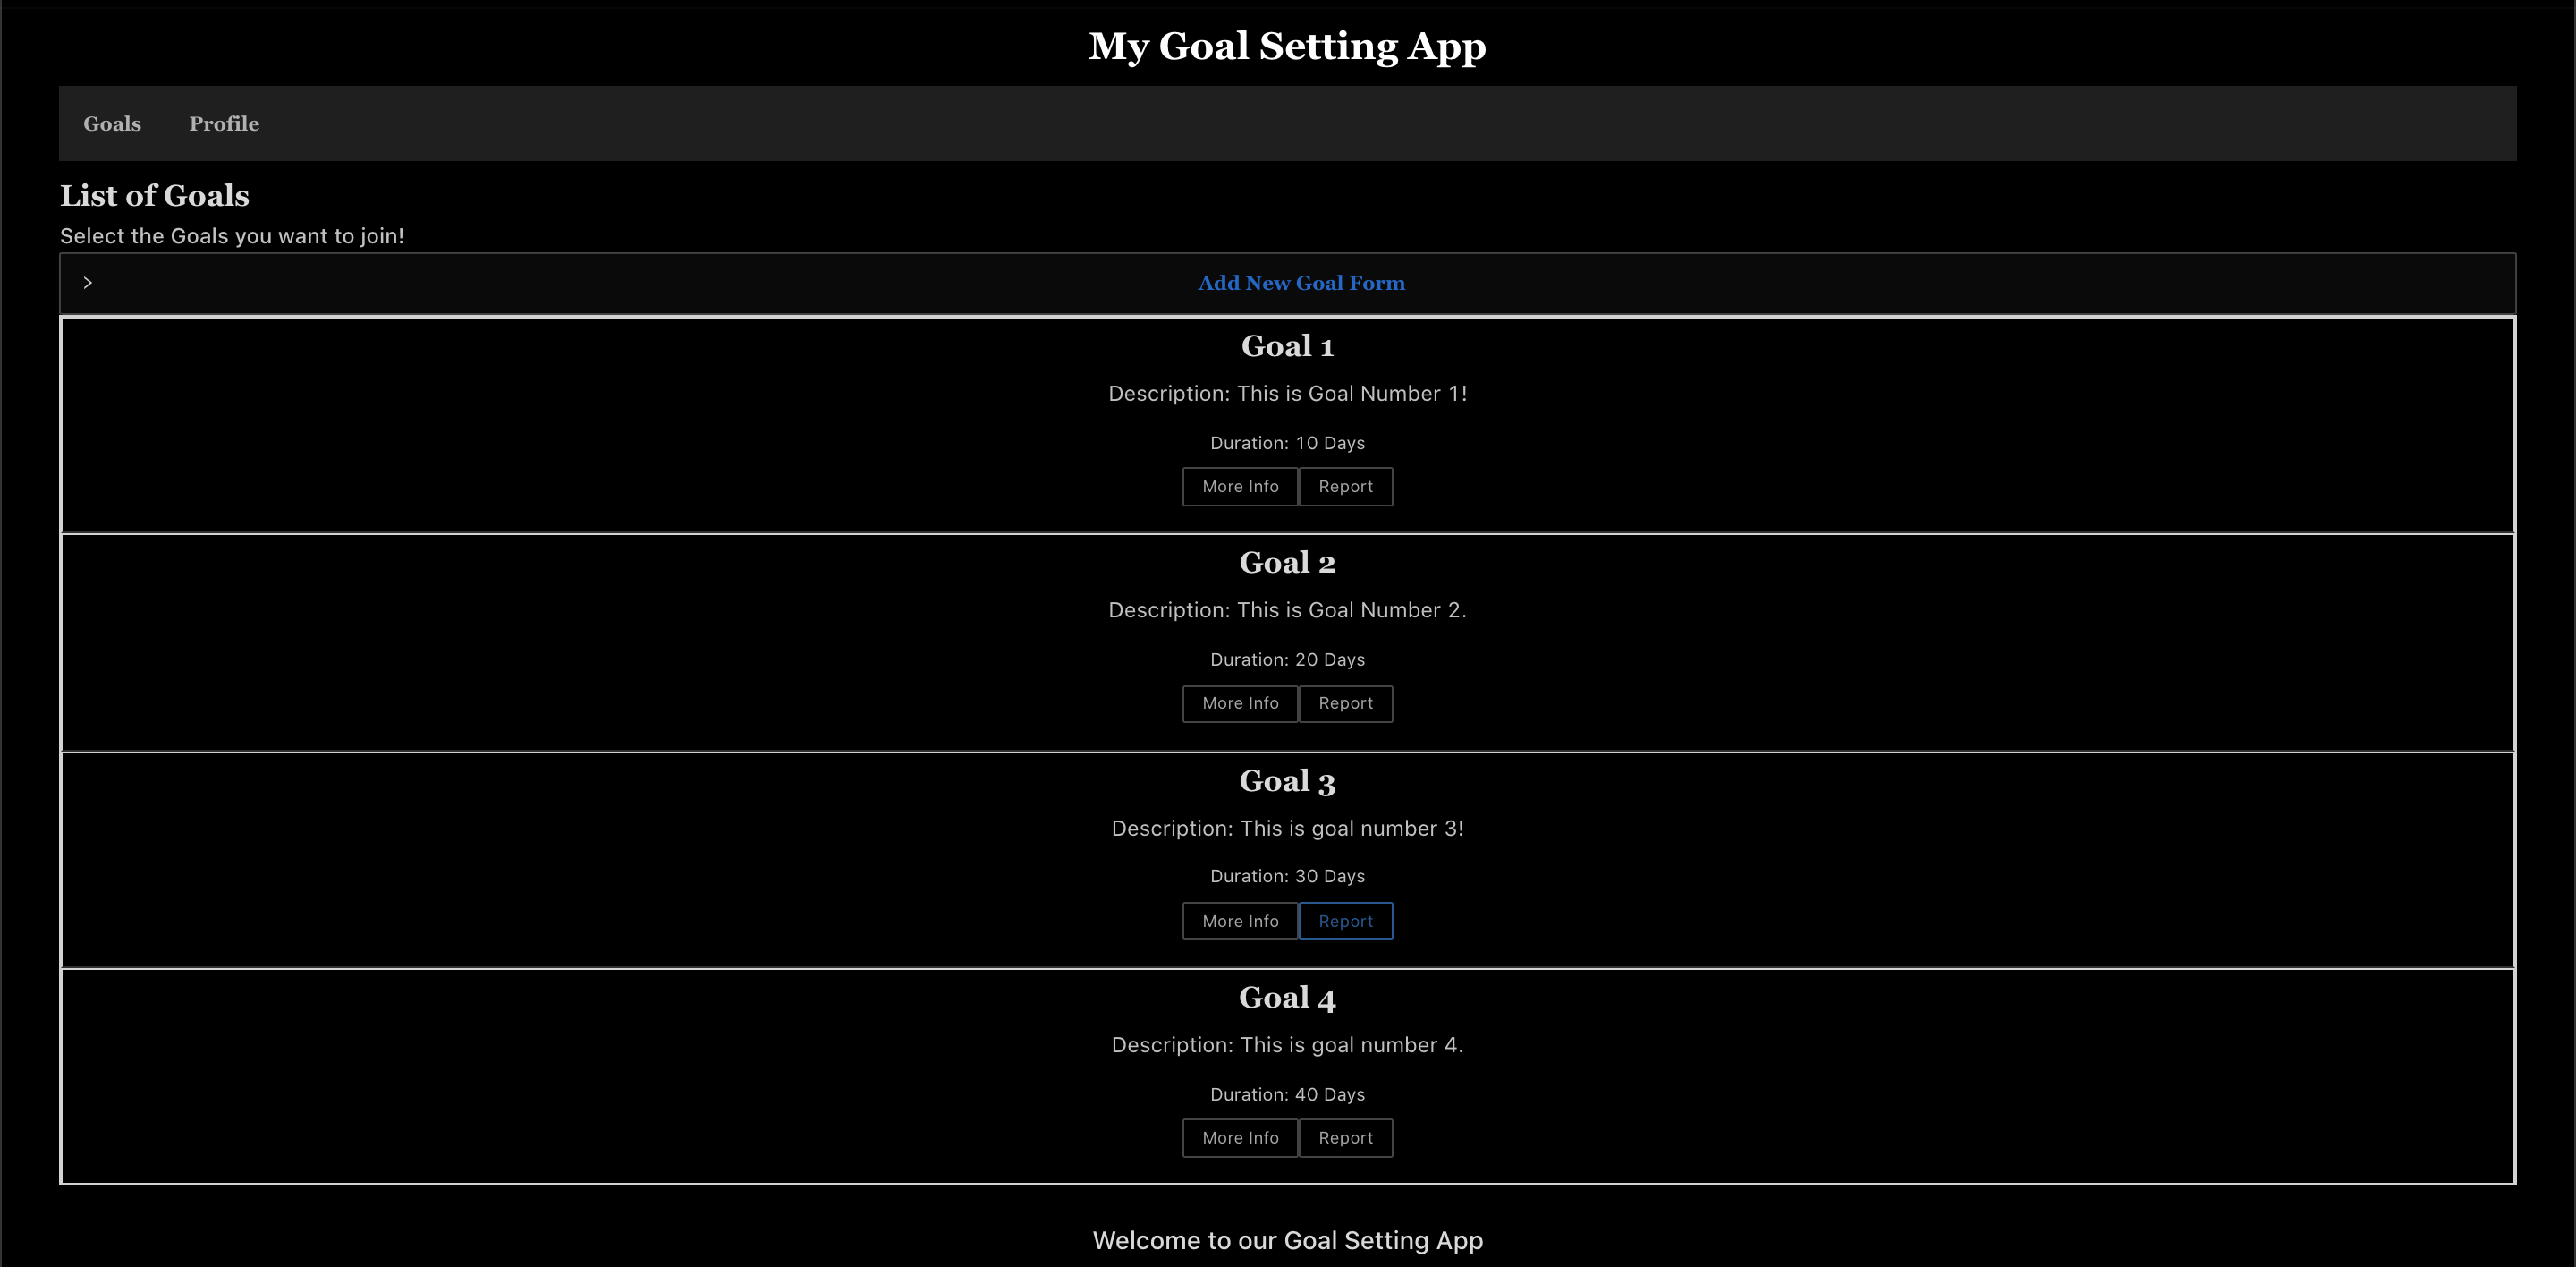 My Goal Setting App
Goals Profile
List of Goals
Select the Goals you want to join!
> Add New Goal Form
Goal 1
Description: This is Goal Number 1!
Duration: 10 Days
More Info Report
Goal 2
Description: This is Goal Number 2.
Duration: 20 Days
More Info Report
Goal 3
Description: This is goal number 3!
Duration: 30 Days
More Info Report
Goal 4
Description: This is goal number 4.
Duration: 40 Days
More Info Report
Welcome to our Goal Setting App